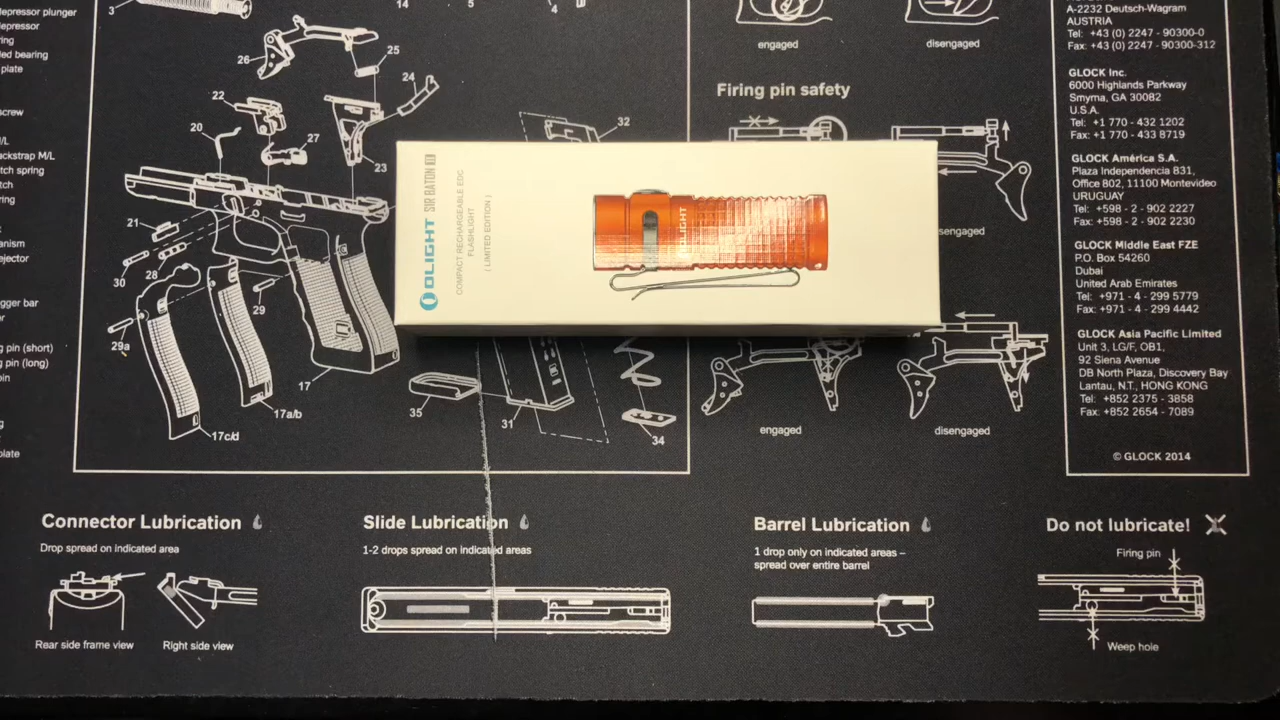 epressor plunger
epressor
ring
ed bearing
plate
screw
M/L
ackstrap M/L
tch spring
tch
ring
anism
ejector
gger bar
g pin (short)
g pin (long)
pin
plate
3
14
5
4
26
25
24
22
20
27
23
32
21
28
30
29
29a
17
17a/b
17c/d
35
31
34
engaged
disengaged
Firing pin safety
segaged
engaged
disengaged
OLIGHT SIR BATON III
COMPACT RECHARGEABLE EDC
FLASHLIGHT
( LIMITED EDITION )
OLIGHT
A-2232 Deutsch-Wagram
AUSTRIA
Tel: +43 (0) 2247 - 90300-0
Fax: +43 (0) 2247 - 90300-312
GLOCK Inc.
6000 Highlands Parkway
Smyrna, GA 30082
U.S.A.
Tel: +1 770 - 432 1202
Fax: +1 770 - 433 8719
GLOCK América S.A.
Plaza Independencia 831,
Office 802, 11100 Montevideo
URUGUAY
Tel: +598 - 2 - 902 2227
Fax: +598 - 2 - 902 2230
GLOCK Middle East FZE
P.O. Box 54260
Dubai
United Arab Emirates
Tel: +971 - 4 - 299 5779
Fax: +971 - 4 - 299 4442
GLOCK Asia Pacific Limited
Unit 3, LG/F, OB1,
92 Siena Avenue
DB North Plaza, Discovery Bay
Lantau, N.T., HONG KONG
Tel: +852 2375 - 3858
Fax: +852 2654 - 7089
© GLOCK 2014
Connector Lubrication
Drop spread on indicated area
Rear side frame view
Right side view
Slide Lubrication
1-2 drops spread on indicated areas
Barrel Lubrication
1 drop only on indicated areas –
spread over entire barrel
Do not lubricate!
Firing pin
Weep hole